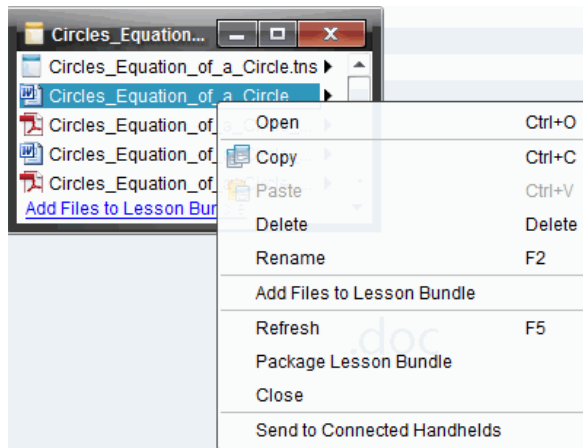 Circles_Equation...
Circles_Equation_of_a_Circle.tns
Circles_Equation_of_a_Circle
Circles_Equation_of
Circles_Equation_of
Circles_Equation_of
Add Files to Lesson Bun
Open Ctrl+O
Copy Ctrl+C
Paste Ctrl+V
Delete Delete
Rename F2
Add Files to Lesson Bundle
Refresh F5
.doc
Package Lesson Bundle
Close
Send to Connected Handhelds